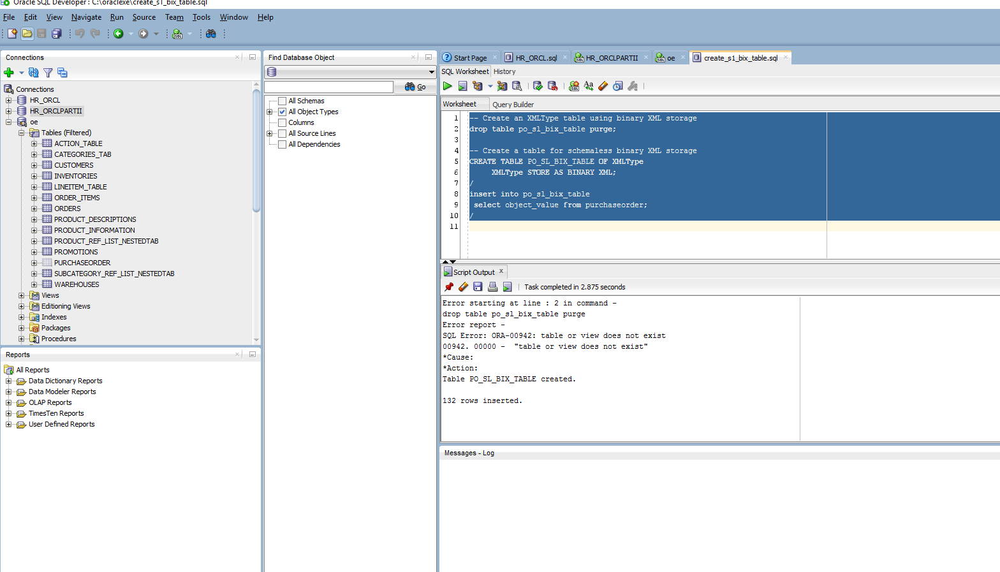 Oracle SQL Developer : C:\oraclexe\create_s1_bix_table.sql
File Edit View Navigate Run Source Team Tools Window Help
Connections
Connections
HR_ORCL
HR_ORCLPARTII
oe
Tables (Filtered)
ACTION_TABLE
CATEGORIES_TAB
CUSTOMERS
INVENTORIES
LINEITEM_TABLE
ORDER_ITEMS
ORDERS
PRODUCT_DESCRIPTIONS
PRODUCT_INFORMATION
PRODUCT_REF_LIST_NESTEDTAB
PROMOTIONS
PURCHASEORDER
SUBCATEGORY_REF_LIST_NESTEDTAB
WAREHOUSES
Views
Editioning Views
Indexes
Packages
Procedures
Reports
All Reports
Data Dictionary Reports
Data Modeler Reports
OLAP Reports
TimesTen Reports
User Defined Reports
Find Database Object
Go
All Schemas
All Object Types
Columns
All Source Lines
All Dependencies
Start Page HR_ORCL.sql HR_ORCLPARTII oe create_s1_bix_table.sql
SQL Worksheet History
Worksheet Query Builder
1 -- Create an XMLType table using binary XML storage
2 drop table po_sl_bix_table purge;
3
4 -- Create a table for schemaless binary XML storage
5 CREATE TABLE PO_SL_BIX_TABLE OF XMLType
6 XMLType STORE AS BINARY XML;
7 /
8 insert into po_sl_bix_table
9 select object_value from purchaseorder;
10 /
11
Script Output x
Task completed in 2.875 seconds
Error starting at line : 2 in command -
drop table po_sl_bix_table purge
Error report -
SQL Error: ORA-00942: table or view does not exist
00942. 00000 - "table or view does not exist"
*Cause:
*Action:
Table PO_SL_BIX_TABLE created.
132 rows inserted.
Messages - Log